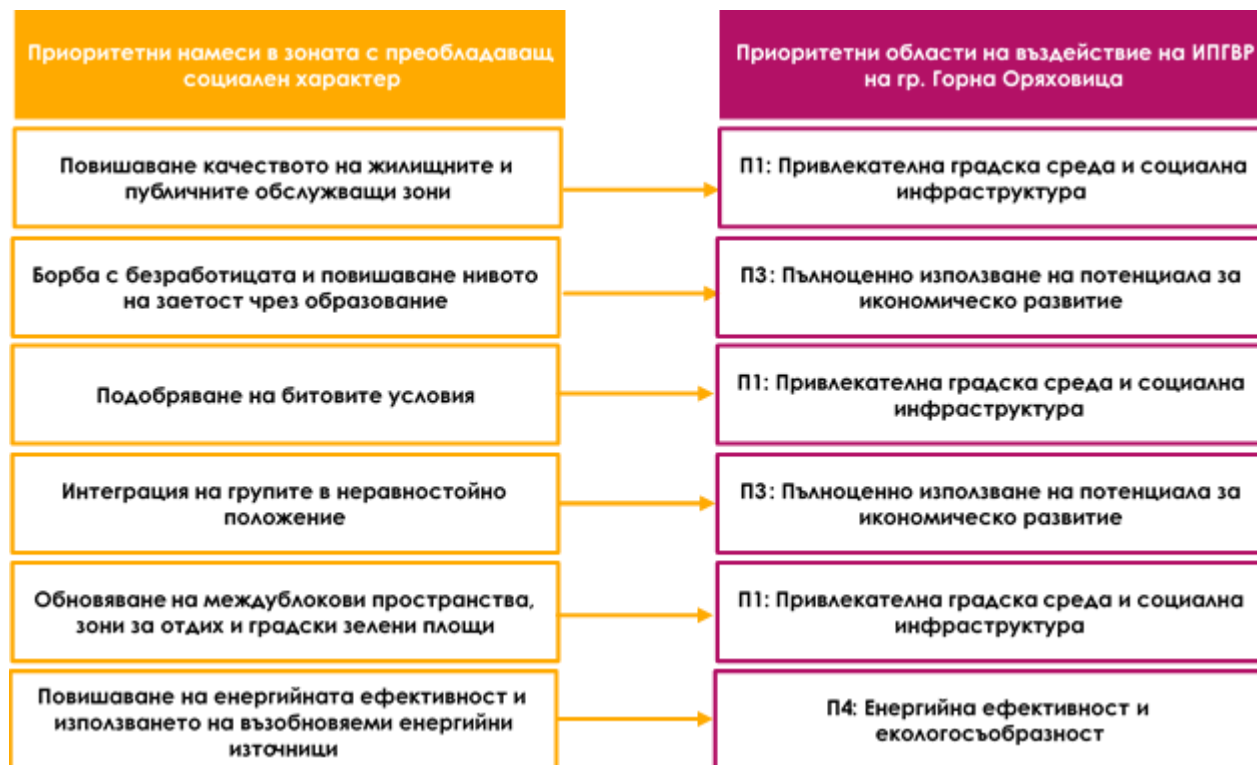 Приоритетни намеси в зоната с преобладаващ
социален характер
Приоритетни области на въздействие на ИПГВР
на гр. Горна Оряховица
Повишаване качеството на жилищните и
публичните обслужващи зони
П1: Привлекателна градска среда и социална
инфраструктура
Борба с безработицата и повишаване нивото
на заетост чрез образование
П3: Пълноценно използване на потенциала за
икономическо развитие
Подобряване на битовите условия
П1: Привлекателна градска среда и социална
инфраструктура
Интеграция на групите в неравностойно
положение
П3: Пълноценно използване на потенциала за
икономическо развитие
Обновяване на междублокови пространства,
зони за отдих и градски зелени площи
П1: Привлекателна градска среда и социална
инфраструктура
Повишаване на енергийната ефективност и
използването на възобновяеми енергийни
източници
П4: Енергийна ефективност и
екологосъобразност